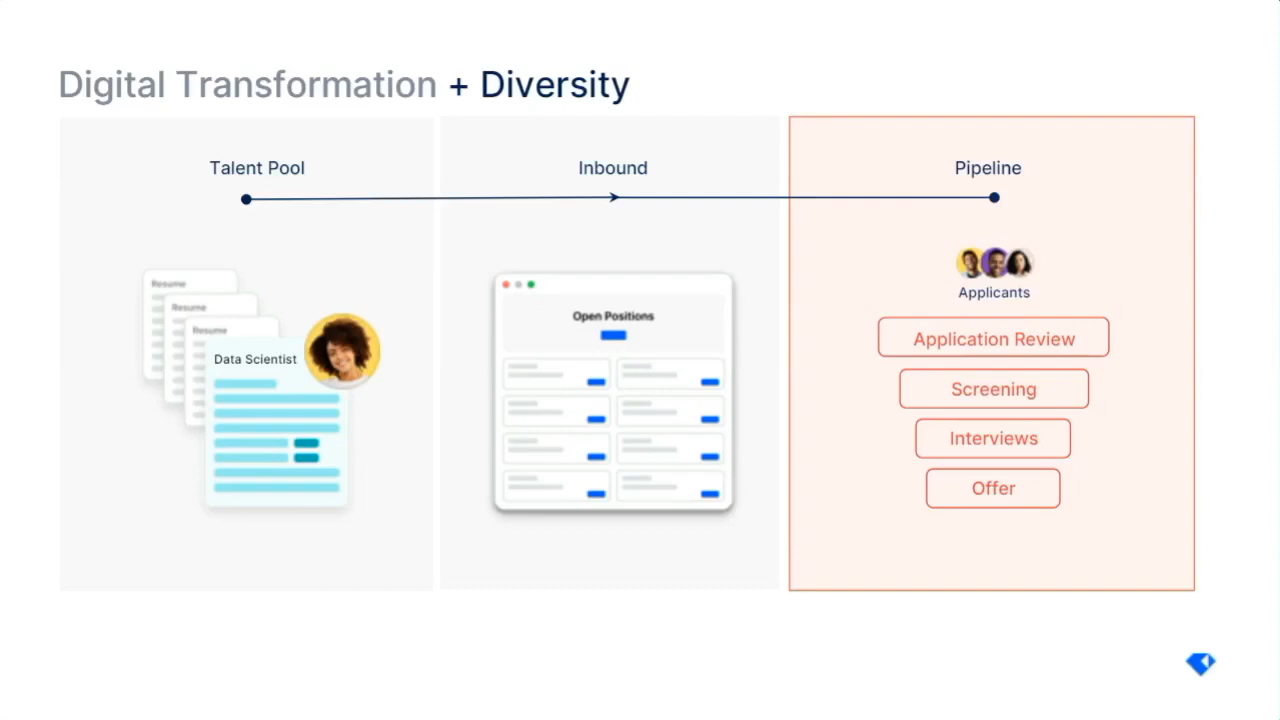 Digital Transformation + Diversity
Talent Pool
Inbound
Pipeline
Resume
Resume
Resume
Data Scientist
Open Positions
Applicants
Application Review
Screening
Interviews
Offer